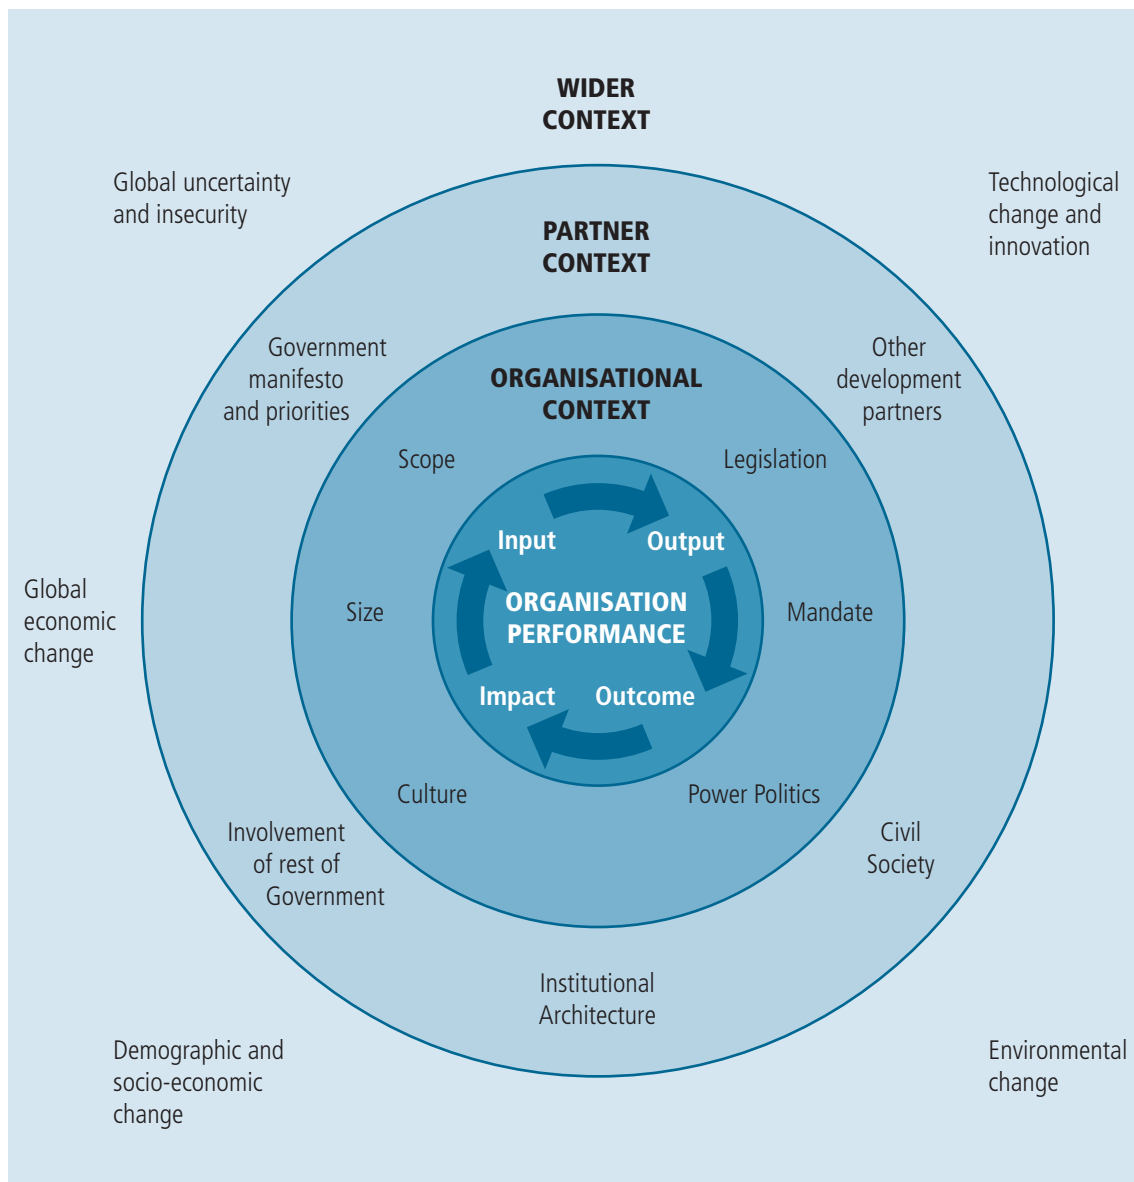 WIDER
CONTEXT
Global uncertainty
and insecurity
Technological
change and
innovation
PARTNER
CONTEXT
Government
manifesto
and priorities
Other
development
partners
ORGANISATIONAL
CONTEXT
Scope
Legislation
Input
Output
Global
economic
change
Size
ORGANISATION
PERFORMANCE
Mandate
Impact
Outcome
Culture
Power Politics
Involvement
of rest of
Government
Civil
Society
Institutional
Architecture
Demographic and
socio-economic
change
Environmental
change